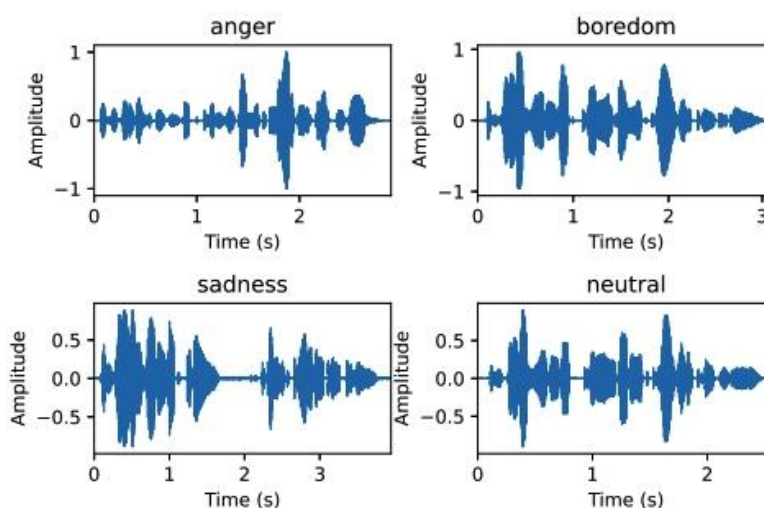 anger
Amplitude
1
0
−1
0 1 2
Time (s)
boredom
Amplitude
1
0
−1
0 1 2 3
Time (s)
sadness
Amplitude
0.5
0.0
−0.5
0 1 2 3
Time (s)
neutral
Amplitude
0.5
0.0
−0.5
0 1 2
Time (s)